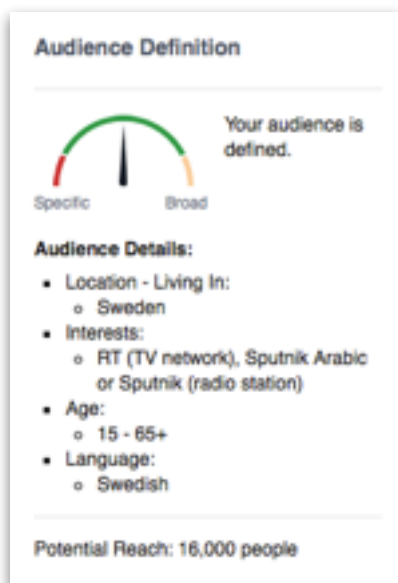 Audience Definition
Your audience is
defined.
Specific
Broad
Audience Details:
Location - Living In:
Sweden
Interests:
RT (TV network), Sputnik Arabic
or Sputnik (radio station)
Age:
15 - 65+
Language:
Swedish
Potential Reach: 16,000 people